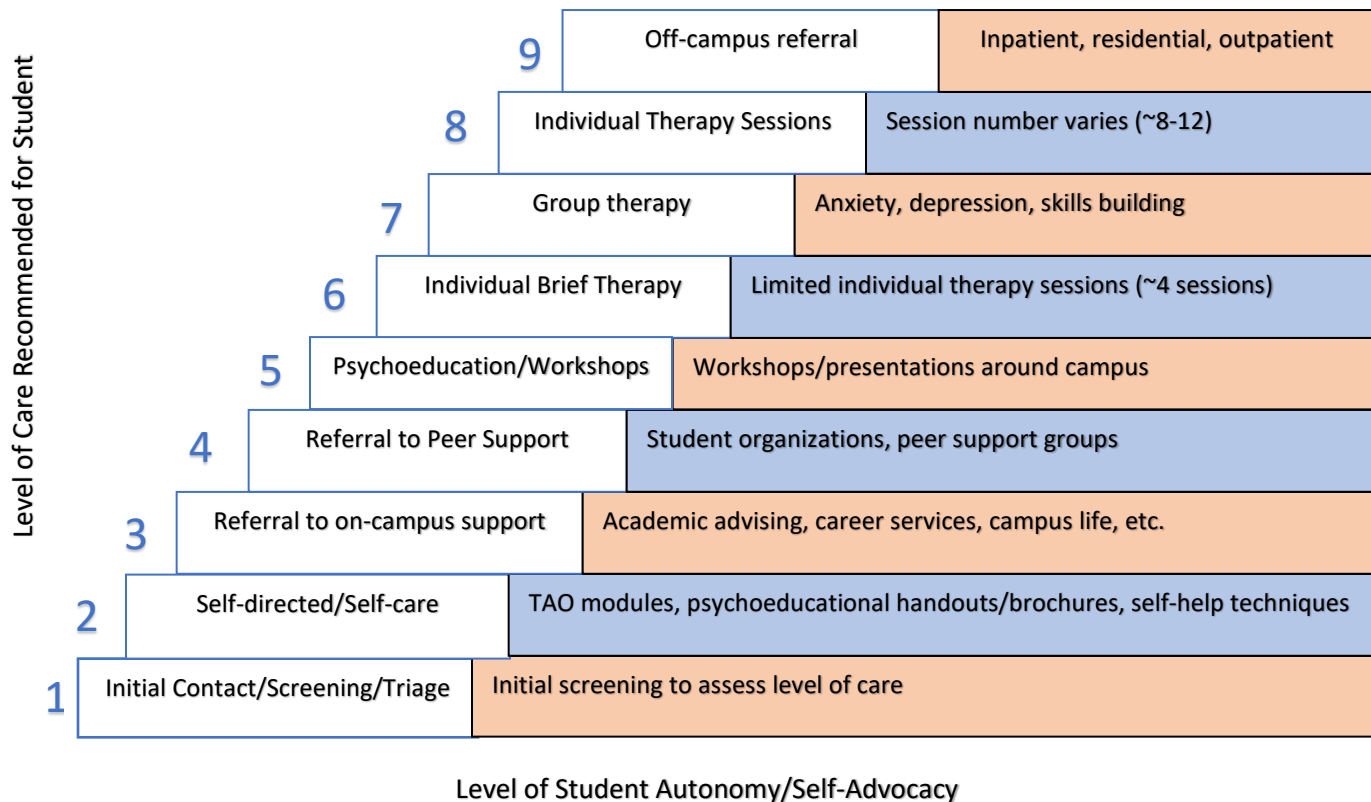 Level of Care Recommended for Student
9
Off-campus referral
Inpatient, residential, outpatient
8
Individual Therapy Sessions
Session number varies (~8-12)
7
Group therapy
Anxiety, depression, skills building
6
Individual Brief Therapy
Limited individual therapy sessions (~4 sessions)
5
Psychoeducation/Workshops
Workshops/presentations around campus
4
Referral to Peer Support
Student organizations, peer support groups
3
Referral to on-campus support
Academic advising, career services, campus life, etc.
2
Self-directed/Self-care
TAO modules, psychoeducational handouts/brochures, self-help techniques
1
Initial Contact/Screening/Triage
Initial screening to assess level of care
Level of Student Autonomy/Self-Advocacy